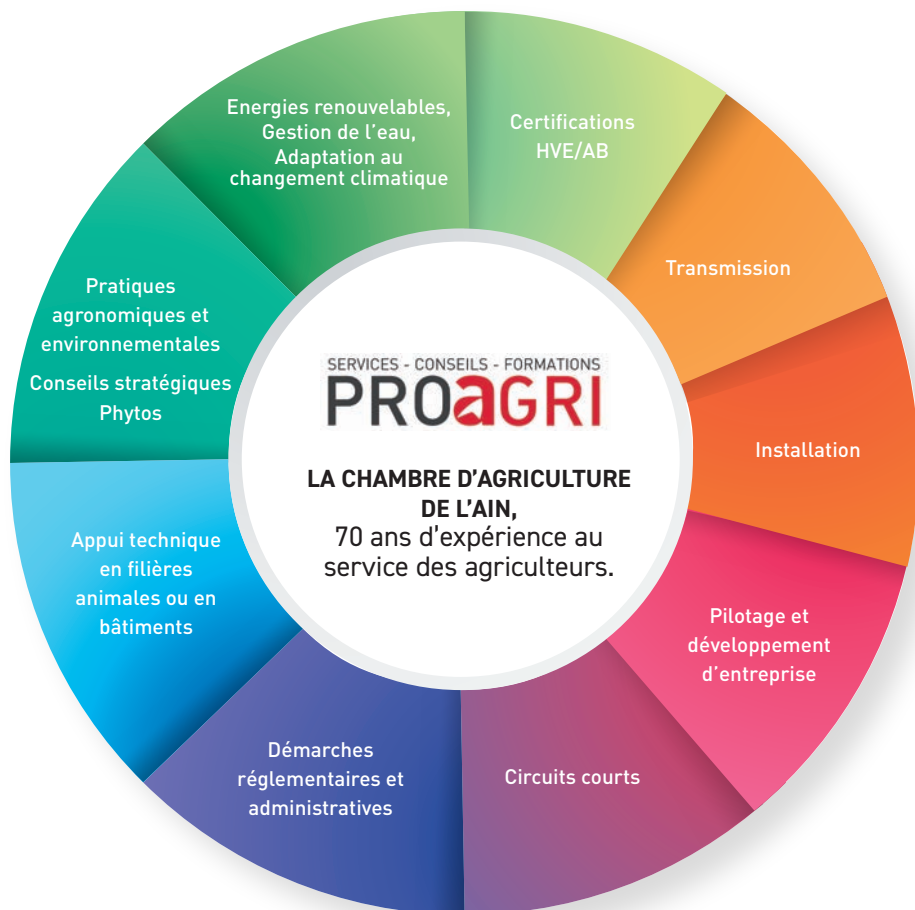 Energies renouvelables,
Gestion de l'eau,
Adaptation au
changement climatique
Certifications
HVE/AB
Transmission
Installation
Pilotage et
développement
d'entreprise
Circuits courts
Démarches
réglementaires et
administratives
Appui technique
en filières
animales ou en
bâtiments
Pratiques
agronomiques et
environnementales
Conseils stratégiques
Phytos
SERVICES - CONSEILS - FORMATIONS
PROaGRI
LA CHAMBRE D'AGRICULTURE
DE L'AIN,
70 ans d'expérience au
service des agriculteurs.